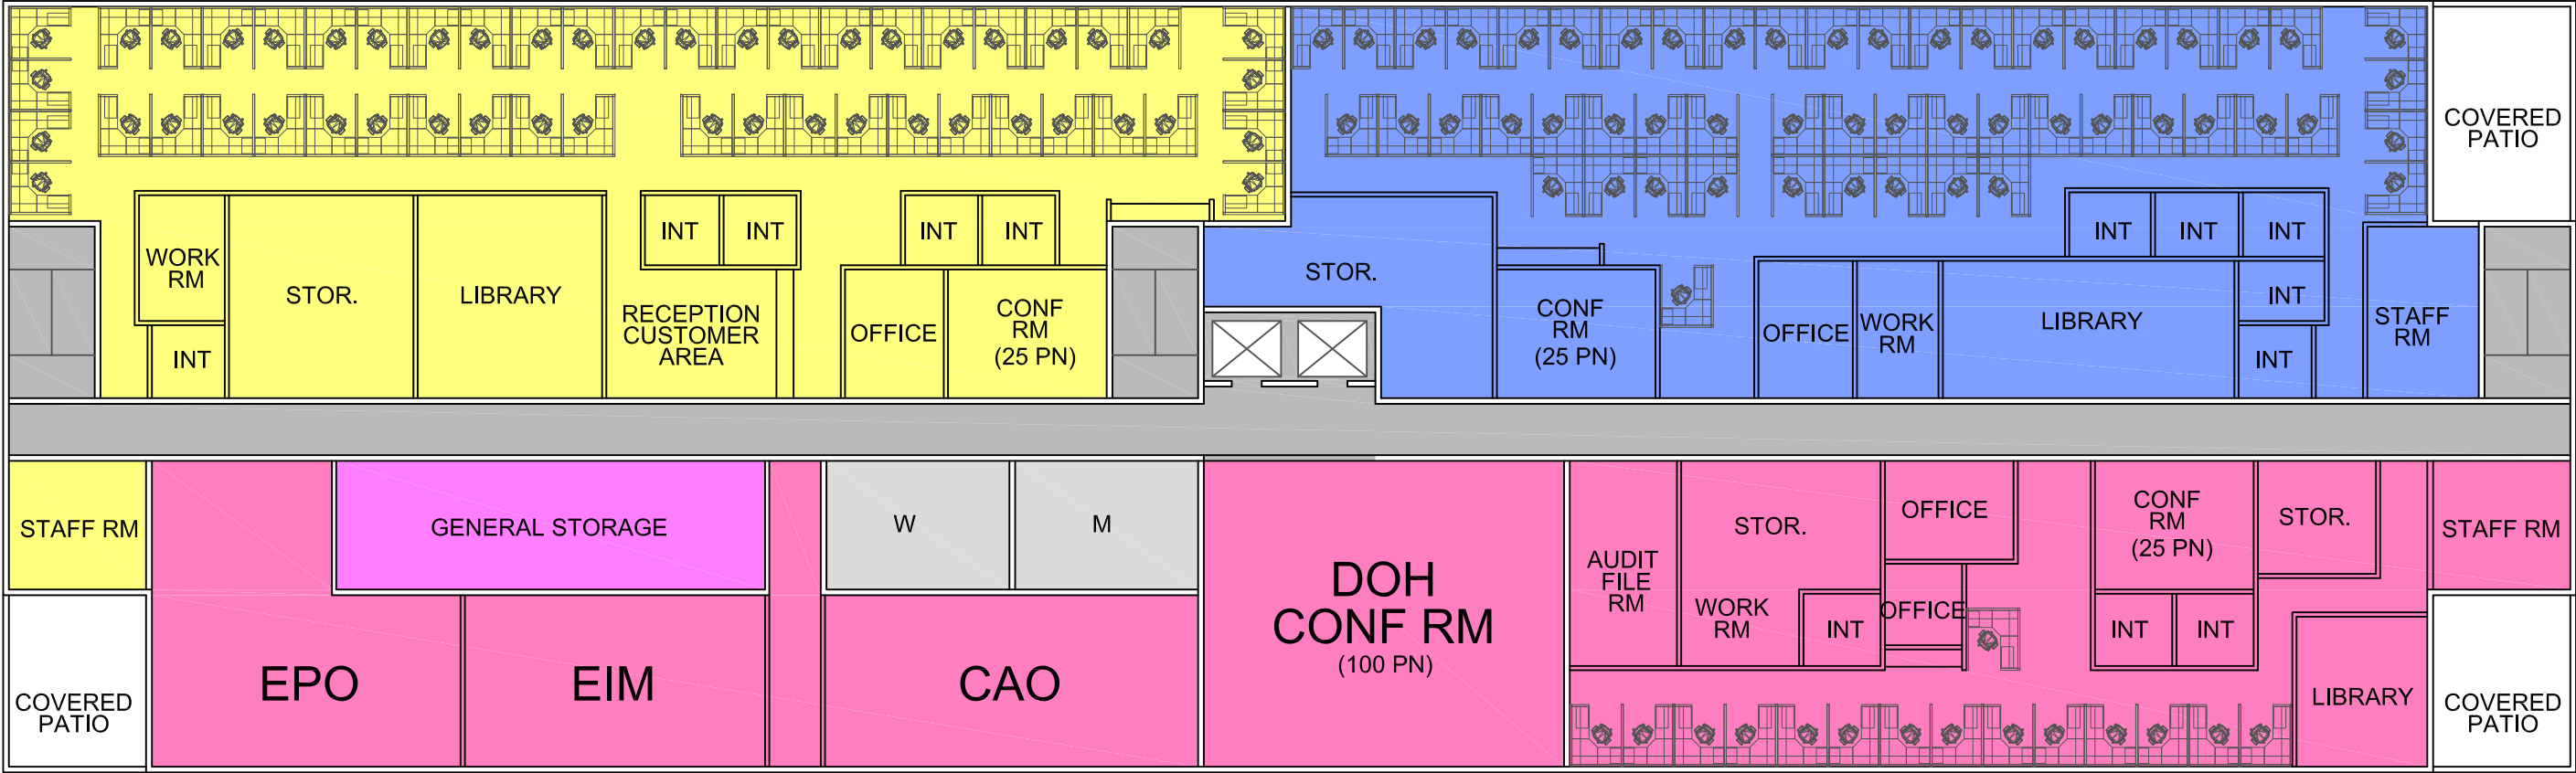 COVERED
PATIO
WORK
RM
STOR.
LIBRARY
INT
INT
INT
RECEPTION
CUSTOMER
AREA
INT
INT
OFFICE
CONF
RM
(25 PN)
STOR.
CONF
RM
(25 PN)
OFFICE
WORK
RM
LIBRARY
INT
INT
INT
INT
INT
STAFF
RM
STAFF RM
GENERAL STORAGE
W
M
EPO
EIM
CAO
COVERED
PATIO
DOH
CONF RM
(100 PN)
AUDIT
FILE
RM
STOR.
WORK
RM
INT
OFFICE
OFFICE
CONF
RM
(25 PN)
STOR.
INT
INT
LIBRARY
STAFF RM
COVERED
PATIO